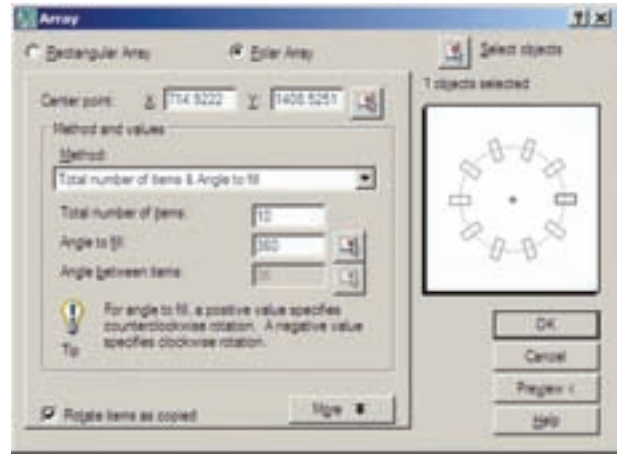 Array
Rectangular Array
Polar Array
Select objects
1 objects selected
Center point: X: 714.9222 Y: 1408.5251
Method and values
Method:
Total number of items & Angle to fill
Total number of items: 10
Angle to fill: 360
Angle between items: 36
Tip
For angle to fill, a positive value specifies
counterclockwise rotation. A negative value
specifies clockwise rotation.
Rotate items as copied
More
OK
Cancel
Preview <
Help